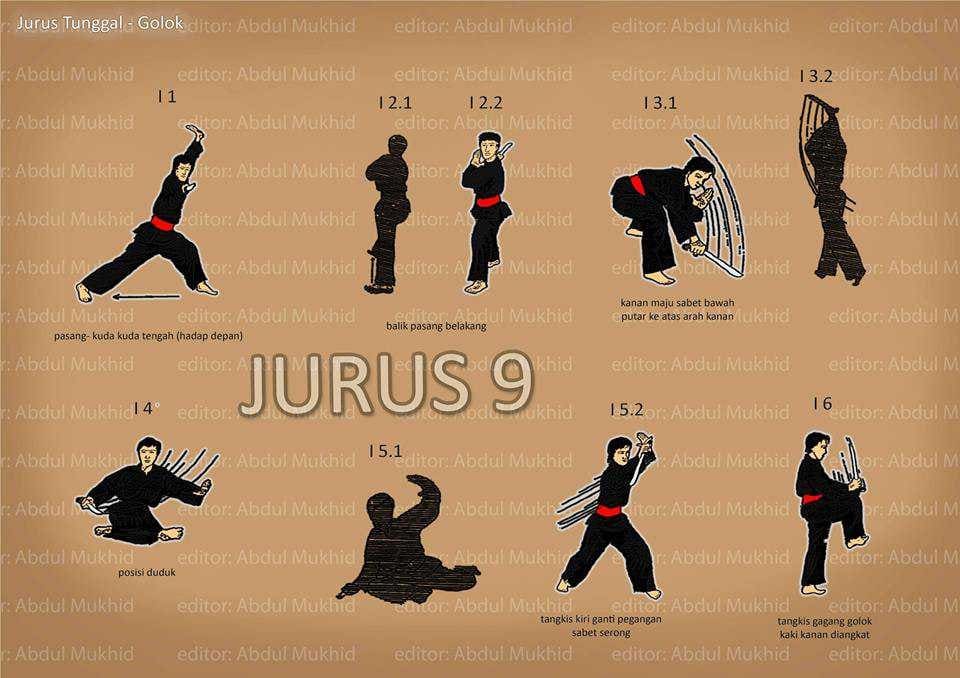 Jurus Tunggal - Golok
I 1
I 2.1
I 2.2
I 3.1
I 3.2
pasang- kuda kuda tengah (hadap depan)
balik pasang belakang
kanan maju sabet bawah
putar ke atas arah kanan
JURUS 9
I 4°
I 5.1
I 5.2
I 6
posisi duduk
tangkis kiri ganti pegangan
sabet serong
tangkis gagang golok
kaki kanan diangkat
editor: Abdul Mukhid